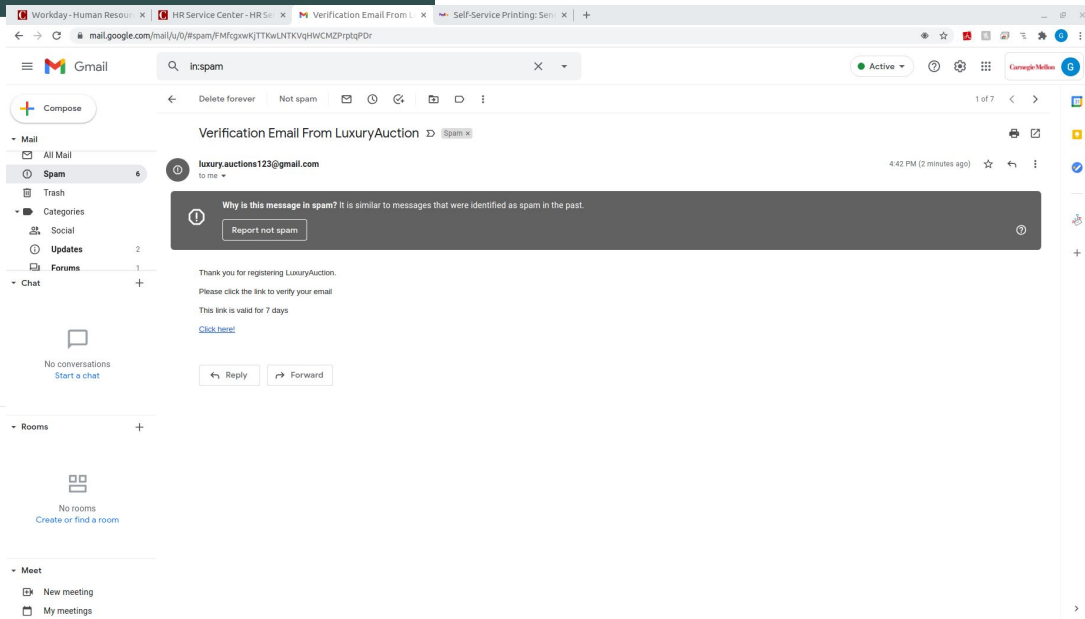 Workday - Human Resour
HR Service Center - HR Se
Verification Email From L
Self-Service Printing: Send
mail.google.com/mail/u/0/#spam/FMfcgxwKjTTKwLNTKVqHWCMZPrptqPDr
G
Gmail
in:spam
Active
Carnegie Mellon
G
Compose
Delete forever
Not spam
1 of 7
Mail
All Mail
Spam 6
Trash
Categories
Social
Updates 2
Forums 1
Chat
No conversations
Start a chat
Rooms
No rooms
Create or find a room
Meet
New meeting
My meetings
Verification Email From LuxuryAuction
Spam x
luxury.auctions123@gmail.com
4:42 PM (2 minutes ago)
to me
Why is this message in spam? It is similar to messages that were identified as spam in the past.
Report not spam
Thank you for registering LuxuryAuction.
Please click the link to verify your email
This link is valid for 7 days
Click here!
Reply
Forward